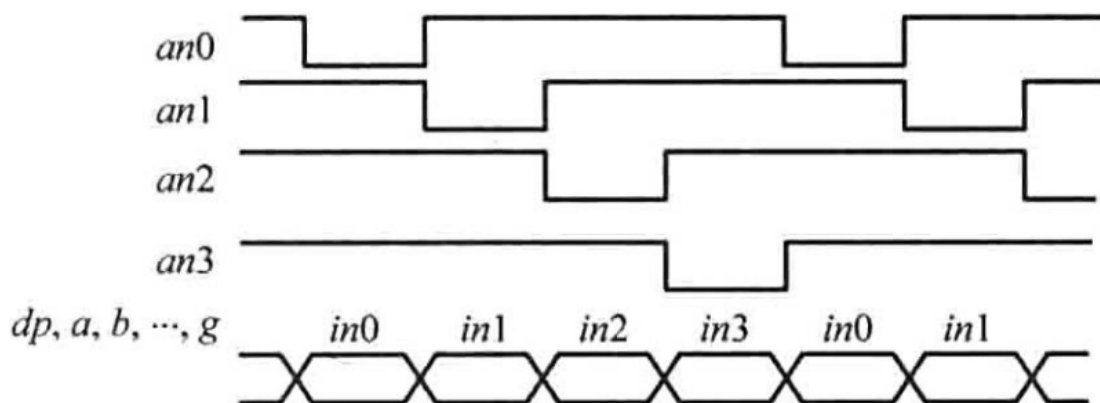 an0
an1
an2
an3
dp, a, b, ···, g in0 in1 in2 in3 in0 in1